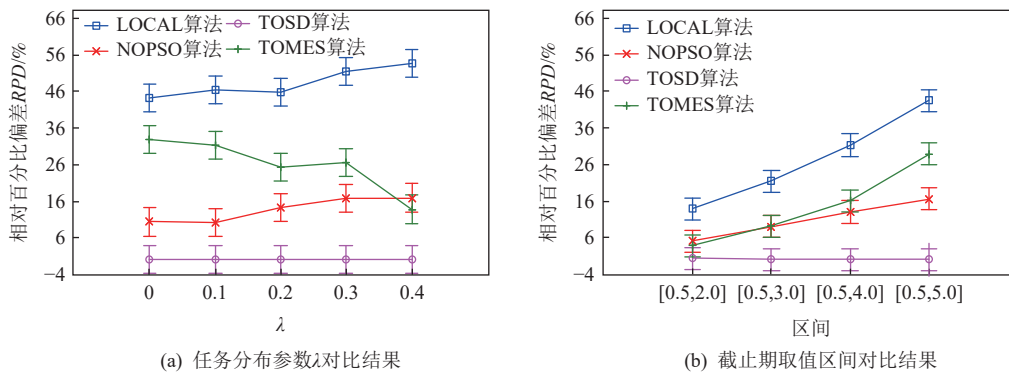 相对百分比偏差RPD/%
66
56
46
36
26
16
6
−4
LOCAL算法 TOSD算法
NOPSO算法 TOMES算法
0 0.1 0.2 0.3 0.4
λ
(a) 任务分布参数λ对比结果
相对百分比偏差RPD/%
66
56
46
36
26
16
6
−4
LOCAL算法
NOPSO算法
TOSD算法
TOMES算法
[0.5,2.0] [0.5,3.0] [0.5,4.0] [0.5,5.0]
区间
(b) 截止期取值区间对比结果